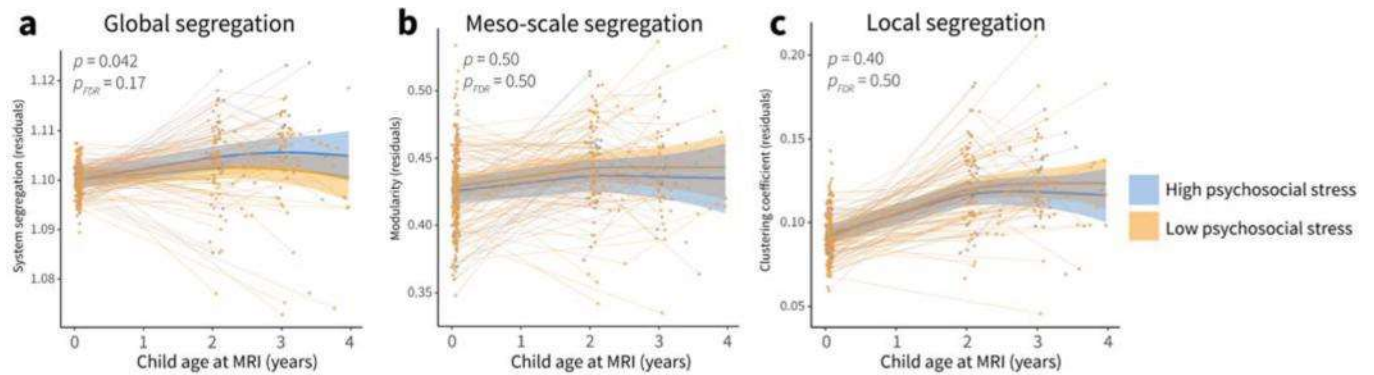 a Global segregation
p = 0.042
pFDR = 0.17
System segregation (residuals)
1.12
1.11
1.10
1.09
1.08
0 1 2 3 4
Child age at MRI (years)
b Meso-scale segregation
p = 0.50
pFDR = 0.50
Modularity (residuals)
0.50
0.45
0.40
0.35
0 1 2 3 4
Child age at MRI (years)
c Local segregation
p = 0.40
pFDR = 0.50
Clustering coefficient (residuals)
0.20
0.15
0.10
0.05
0 1 2 3 4
Child age at MRI (years)
High psychosocial stress
Low psychosocial stress